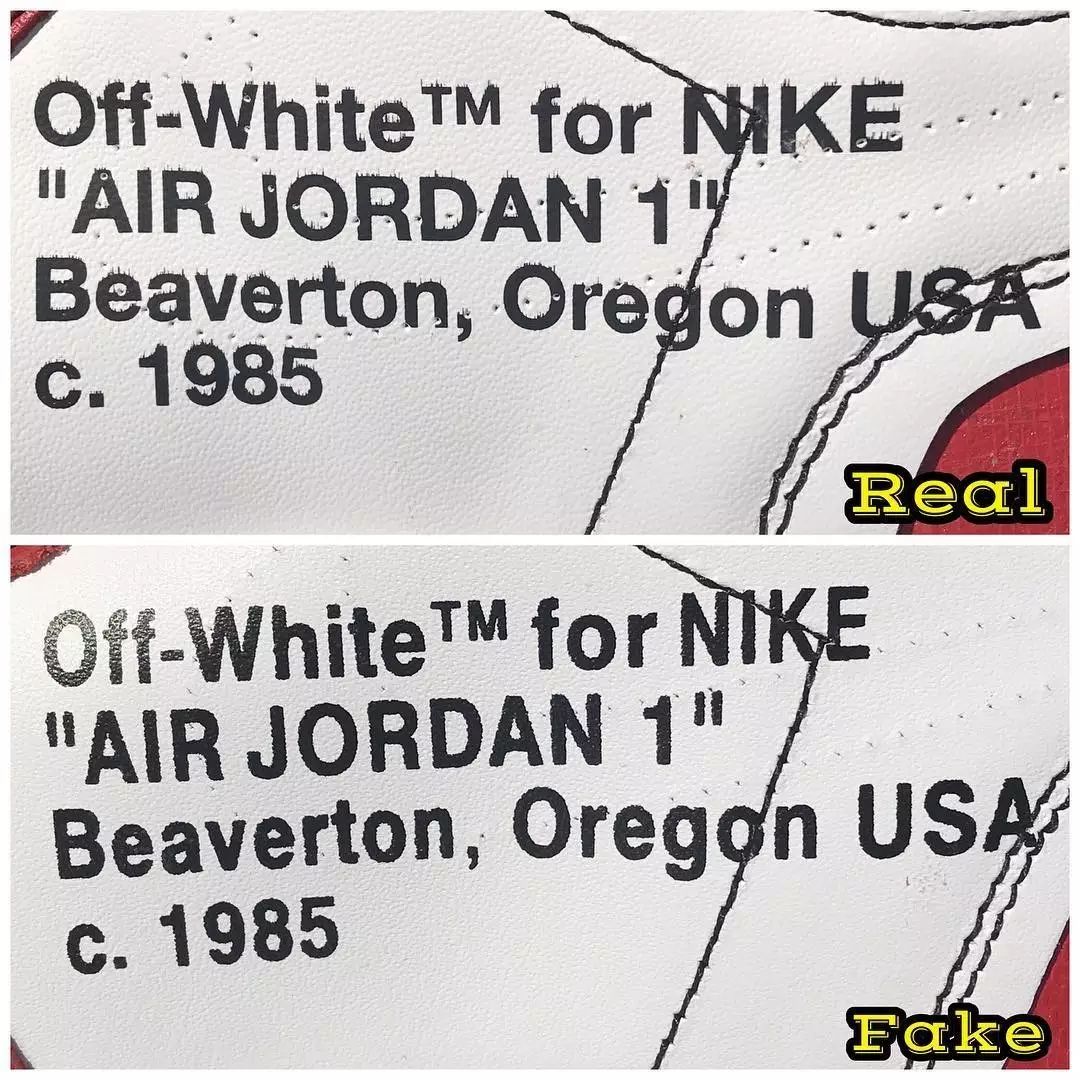 Off-White™ for NIKE
"AIR JORDAN 1"
Beaverton, Oregon USA
c. 1985
Real
Off-White™ for NIKE
"AIR JORDAN 1"
Beaverton, Oregon USA
c. 1985
Fake